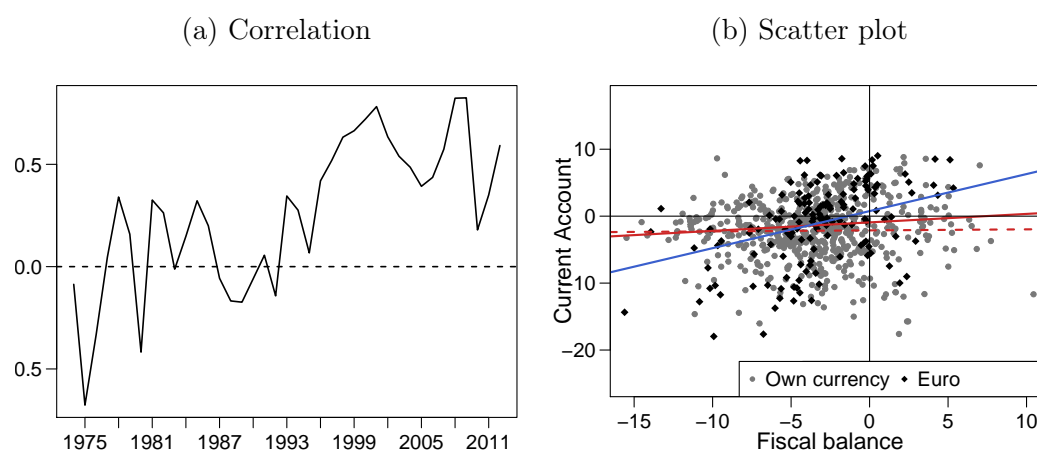 (a) Correlation
(b) Scatter plot
0.5
0.0
0.5
1975 1981 1987 1993 1999 2005 2011
Current Account
10
0
10
−20
Own currency Euro
−15 −10 −5 0 5 10
Fiscal balance